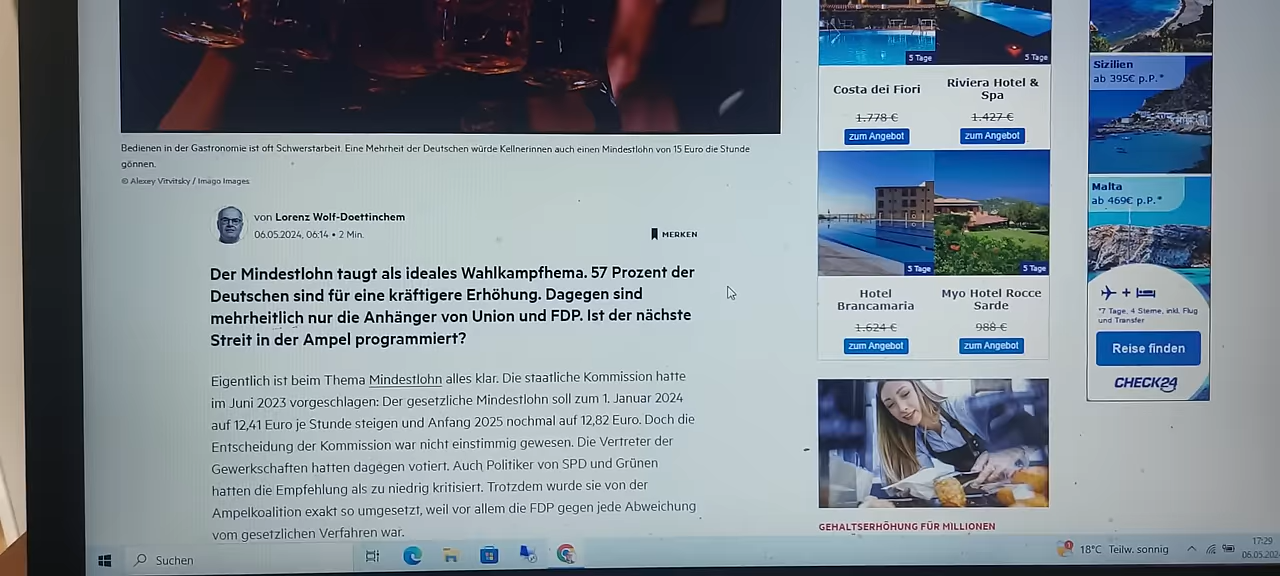 Bedienen in der Gastronomie ist oft Schwerstarbeit. Eine Mehrheit der Deutschen würde Kellnerinnen auch einen Mindestlohn von 15 Euro die Stunde
gönnen.
© Alexey Vitvitsky / Imago Images
von Lorenz Wolf-Doettinchem
06.05.2024, 06:14 • 2 Min.
MERKEN
Der Mindestlohn taugt als ideales Wahlkampfhema. 57 Prozent der
Deutschen sind für eine kräftigere Erhöhung. Dagegen sind
mehrheitlich nur die Anhänger von Union und FDP. Ist der nächste
Streit in der Ampel programmiert?
Eigentlich ist beim Thema Mindestlohn alles klar. Die staatliche Kommission hatte
im Juni 2023 vorgeschlagen: Der gesetzliche Mindestlohn soll zum 1. Januar 2024
auf 12,41 Euro je Stunde steigen und Anfang 2025 nochmal auf 12,82 Euro. Doch die
Entscheidung der Kommission war nicht einstimmig gewesen. Die Vertreter der
Gewerkschaften hatten dagegen votiert. Auch Politiker von SPD und Grünen
hatten die Empfehlung als zu niedrig kritisiert. Trotzdem wurde sie von der
Ampelkoalition exakt so umgesetzt, weil vor allem die FDP gegen jede Abweichung
vom gesetzlichen Verfahren war.
5 Tage
5 Tage
Costa dei Fiori
Riviera Hotel &
Spa
1.778 €
1.427 €
zum Angebot
zum Angebot
5 Tage
5 Tage
Hotel
Brancamaria
Myo Hotel Rocce
Sarde
1.624 €
988 €
zum Angebot
zum Angebot
GEHALTSERHÖHUNG FÜR MILLIONEN
Sizilien
ab 395€ p.P.*
Malta
ab 469€ p.P.*
*7 Tage, 4 Sterne, inkl. Flug
und Transfer
Reise finden
CHECK24
Suchen
18°C Teilw. sonnig
17:29
06.05.202